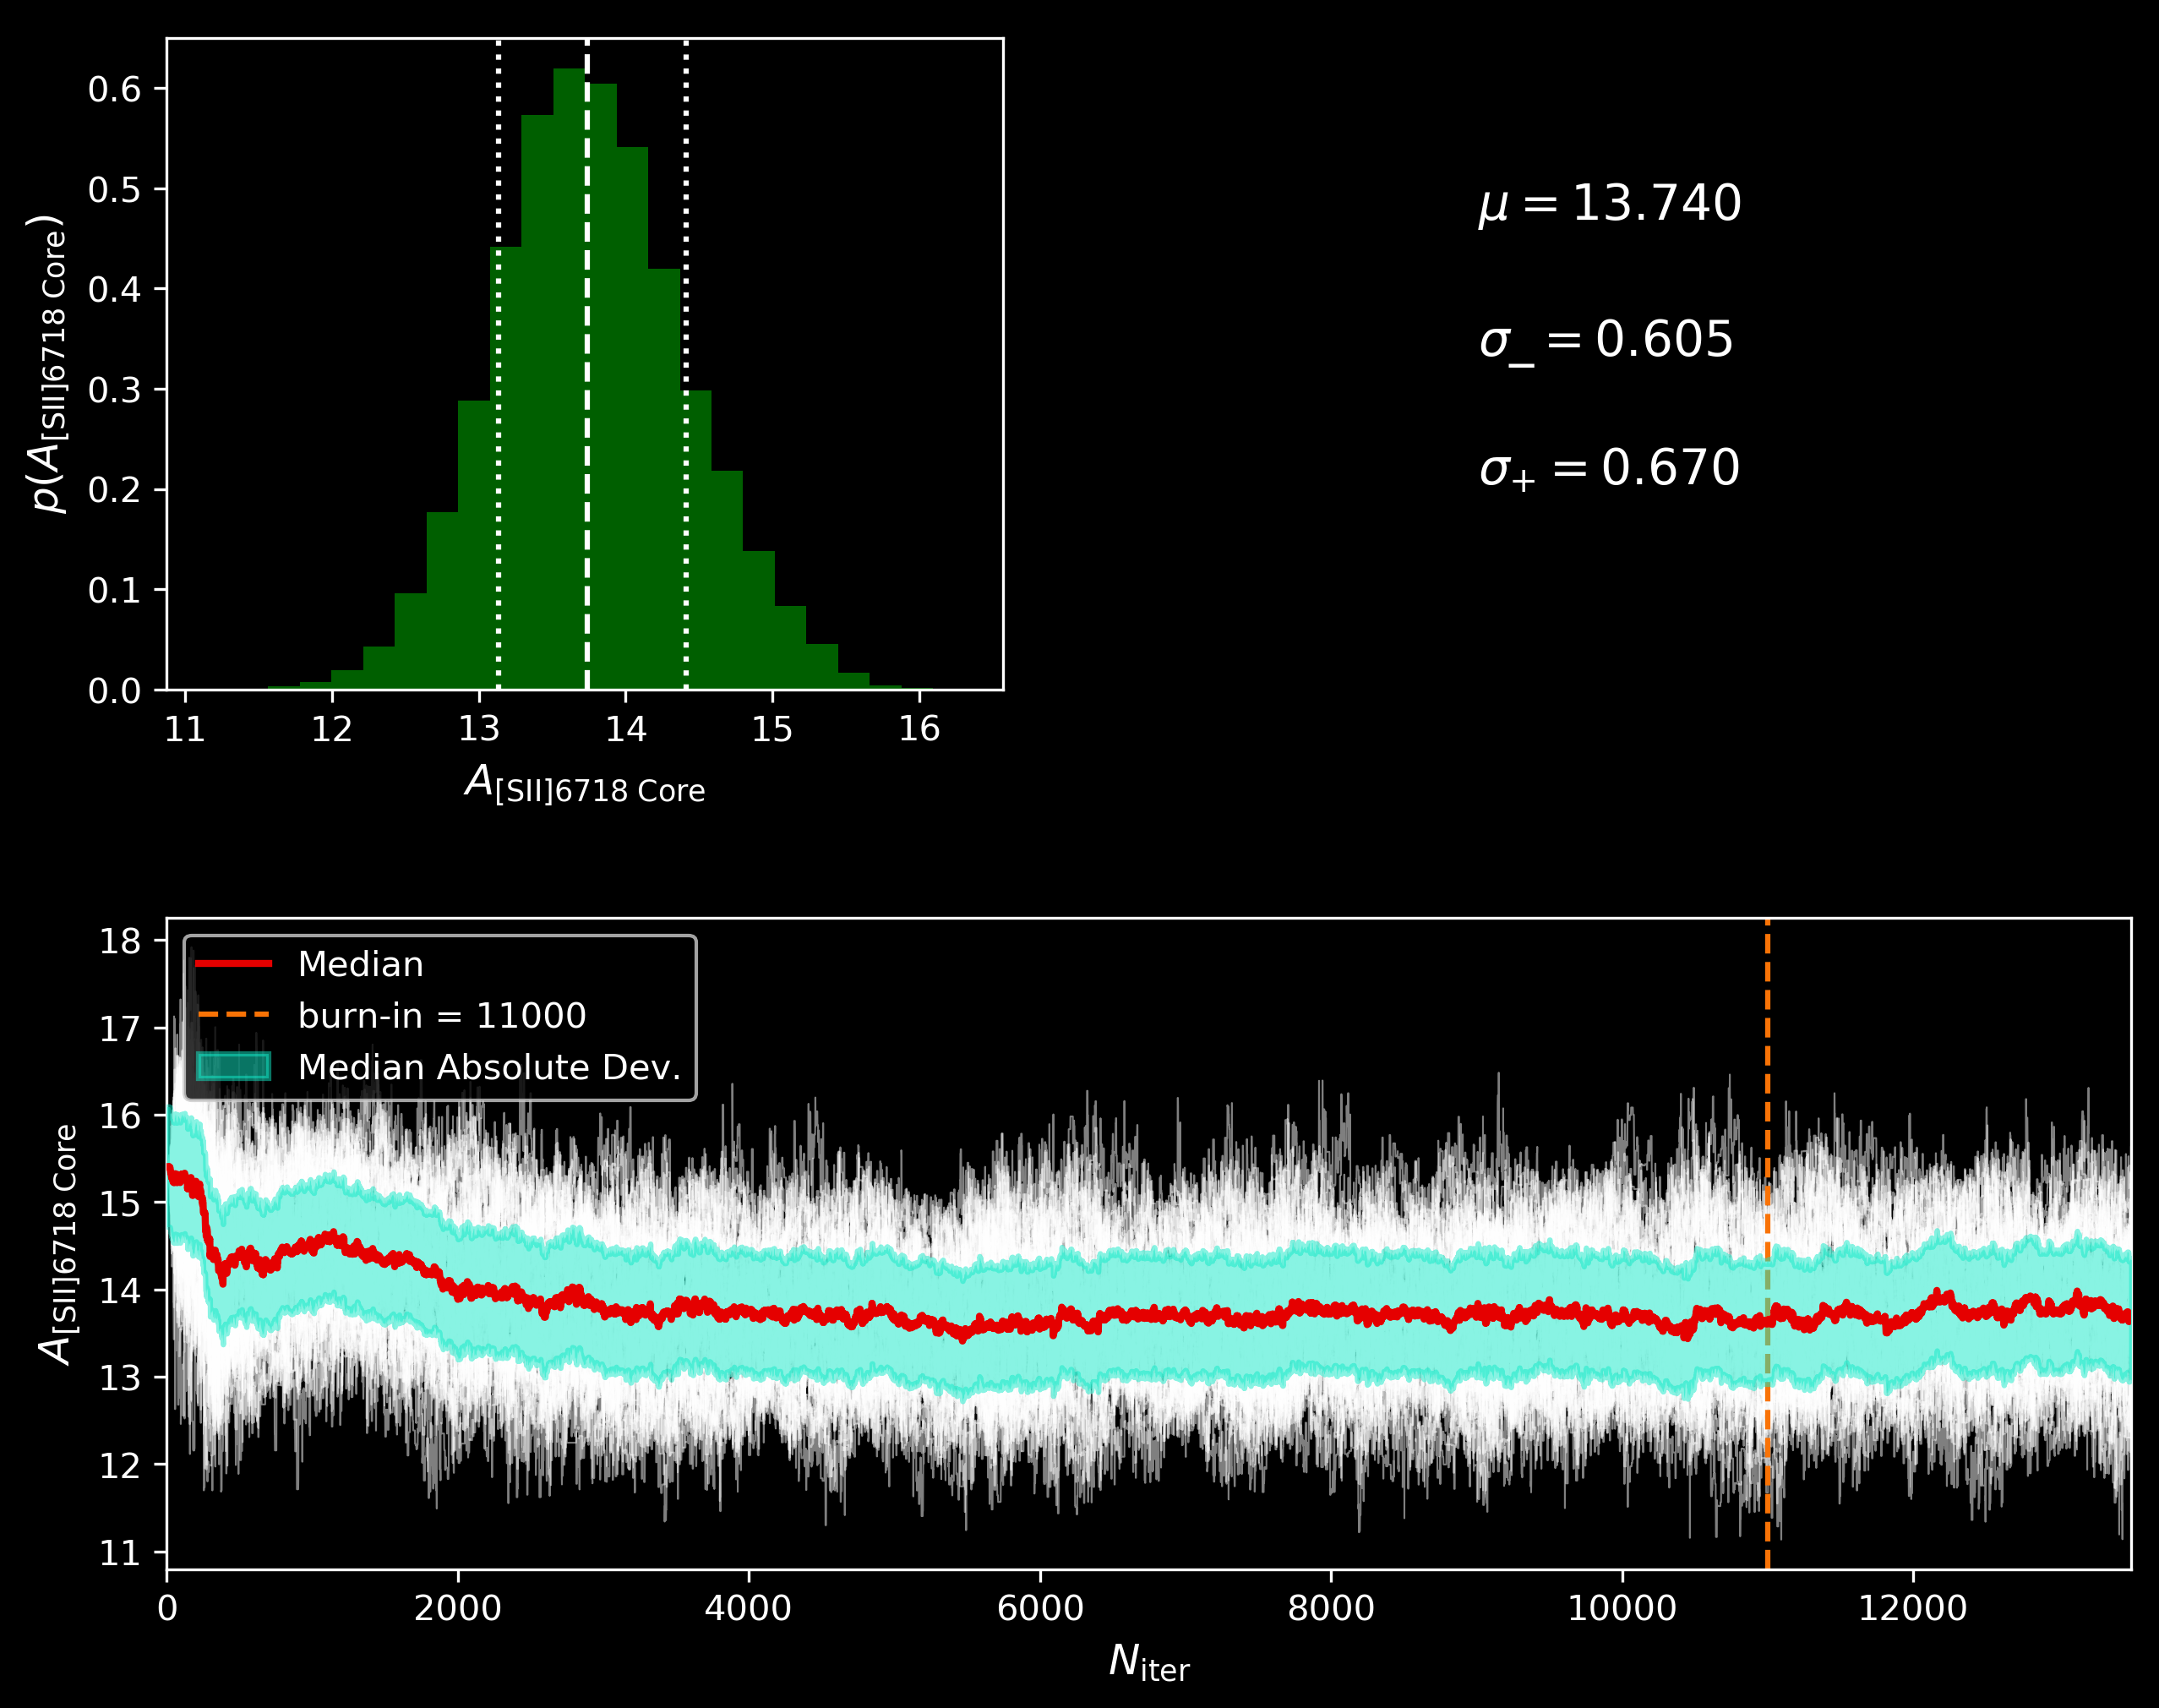 0.6
0.5
0.4
0.3
0.2
0.1
0.0
p(A[SII]6718 Core)
11 12 13 14 15 16
A[SII]6718 Core
μ = 13.740
σ− = 0.605
σ+ = 0.670
18
17
16
15
14
13
12
11
A[SII]6718 Core
Median
burn-in = 11000
Median Absolute Dev.
0 2000 4000 6000 8000 10000 12000
Niter